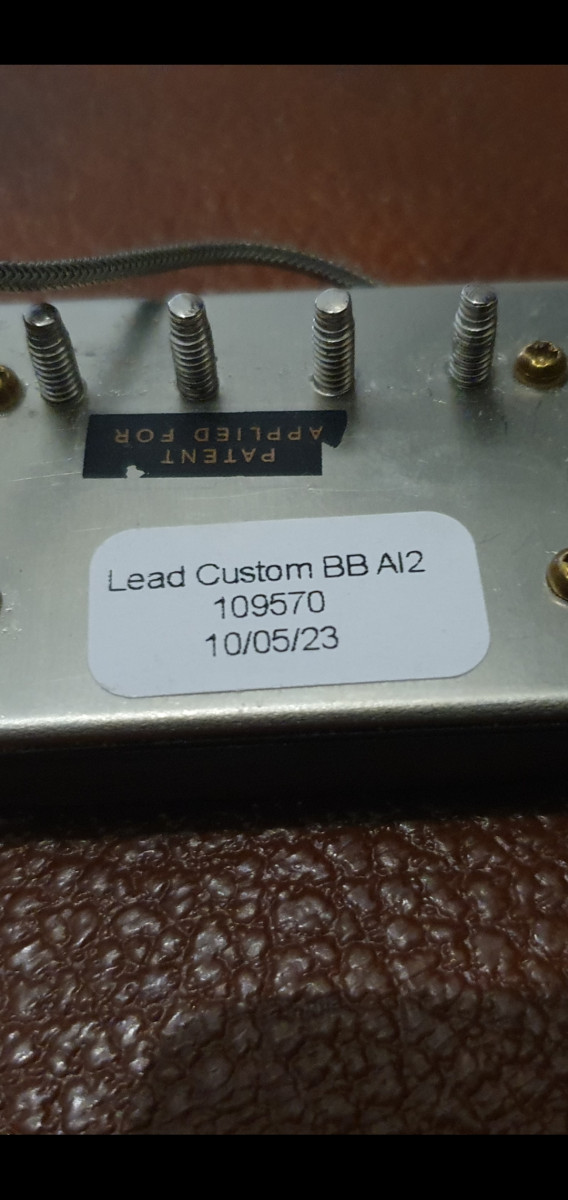 PATENT
APPLIED FOR
Lead Custom BB Al2
109570
10/05/23